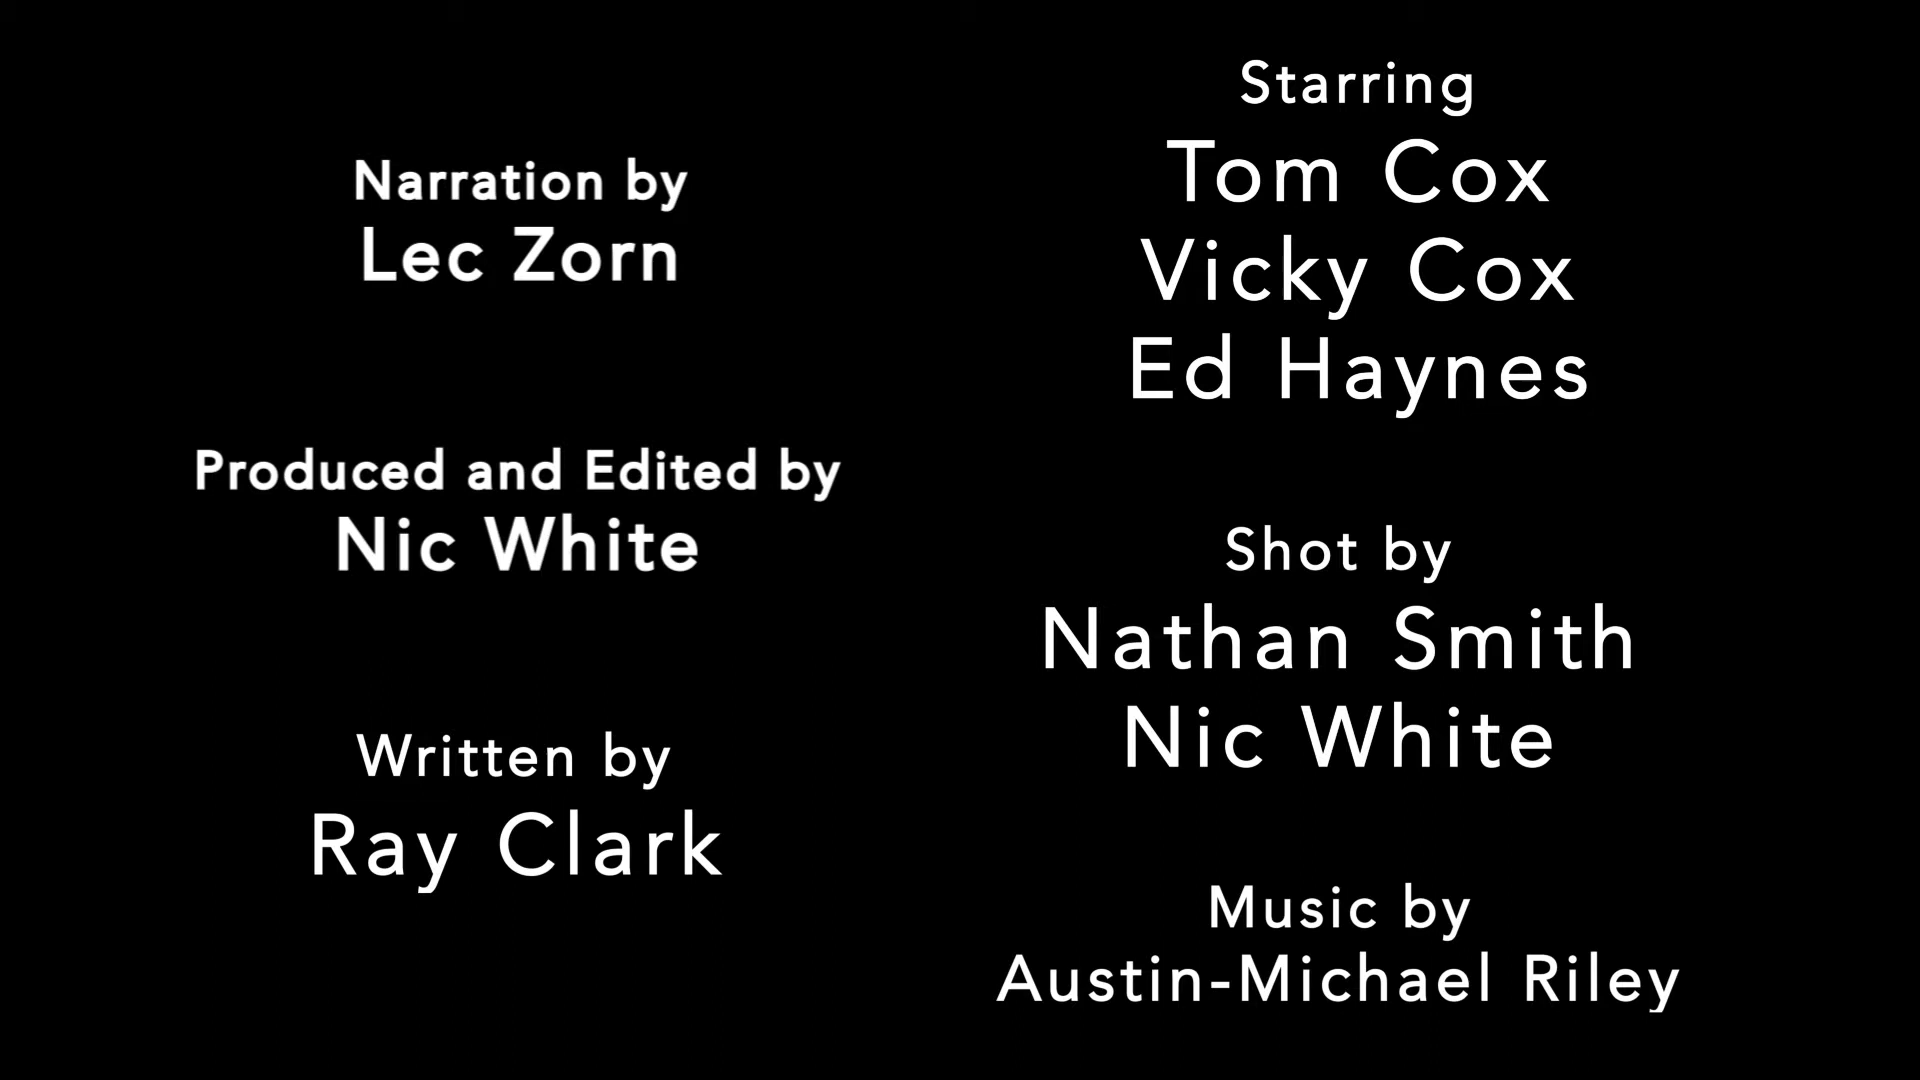 Narration by
Lec Zorn
Produced and Edited by
Nic White
Written by
Ray Clark
Starring
Tom Cox
Vicky Cox
Ed Haynes
Shot by
Nathan Smith
Nic White
Music by
Austin-Michael Riley